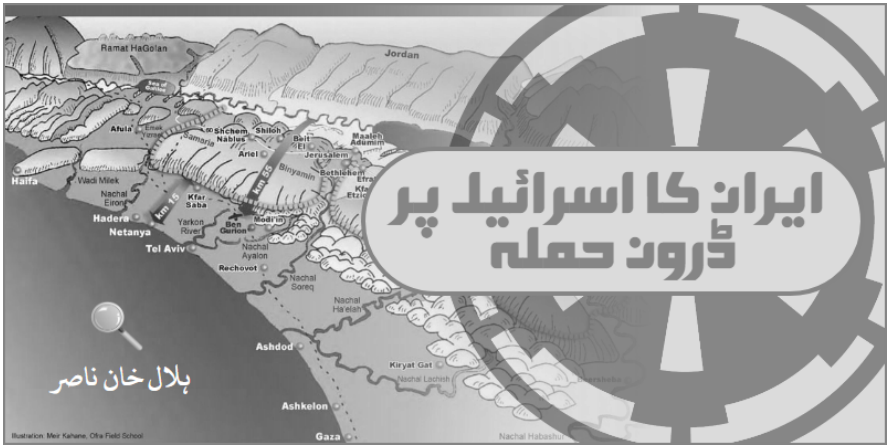 ایران کا اسرائیل پر
ڈرون حملہ
ہلال خان ناصر
Ramat HaGolan
Jordan
Afula
Shchem
Nablus
Shiloh
Beit
El
Maaleh
Adumim
Samaria
Ariel
Jerusalem
Binyamin
Bethlehem
Haifa
Wadi Milek
Nachal
Eiron
km 15
km 55
Kfar
Saba
Hadera
Netanya
Yarkon
River
Ben
Gurion
Modi'in
Tel Aviv
Nachal
Ayalon
Rechovot
Nachal
Soreq
Nachal
Ha'elah
Ashdod
Kiryat Gat
Nachal Lachish
Ashkelon
Gaza
Nachal Habashur
Illustration: Meir Kahane, Ofra Field School